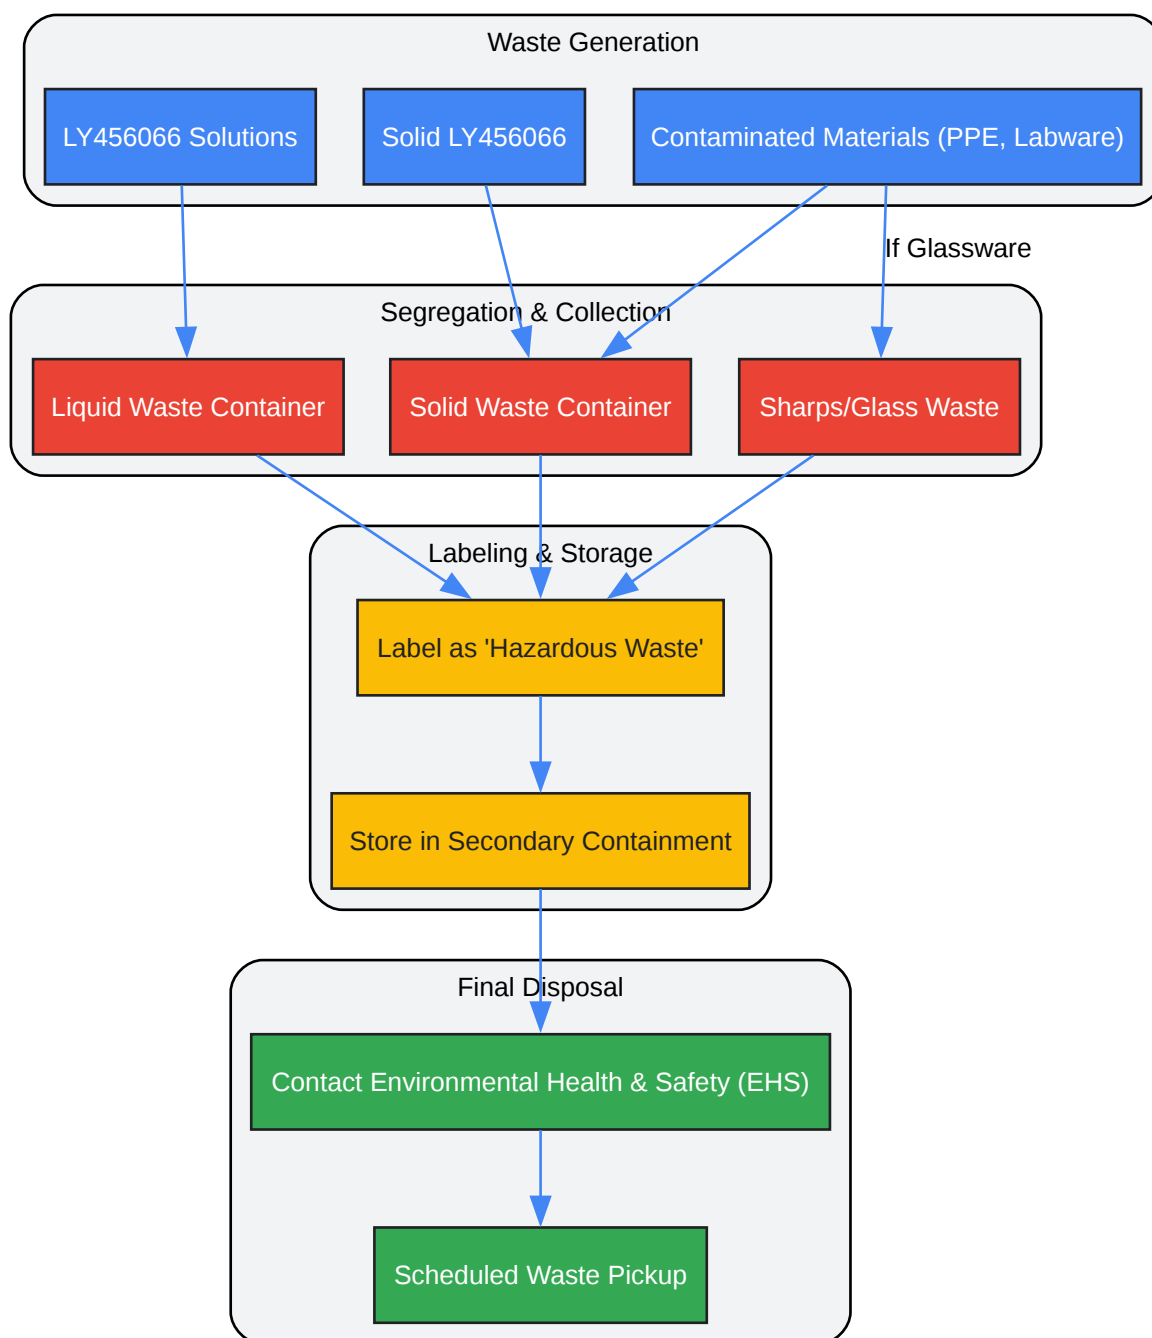 Waste Generation
LY456066 Solutions
Solid LY456066
Contaminated Materials (PPE, Labware)
If Glassware
Segregation & Collection
Liquid Waste Container
Solid Waste Container
Sharps/Glass Waste
Labeling & Storage
Label as 'Hazardous Waste'
Store in Secondary Containment
Final Disposal
Contact Environmental Health & Safety (EHS)
Scheduled Waste Pickup